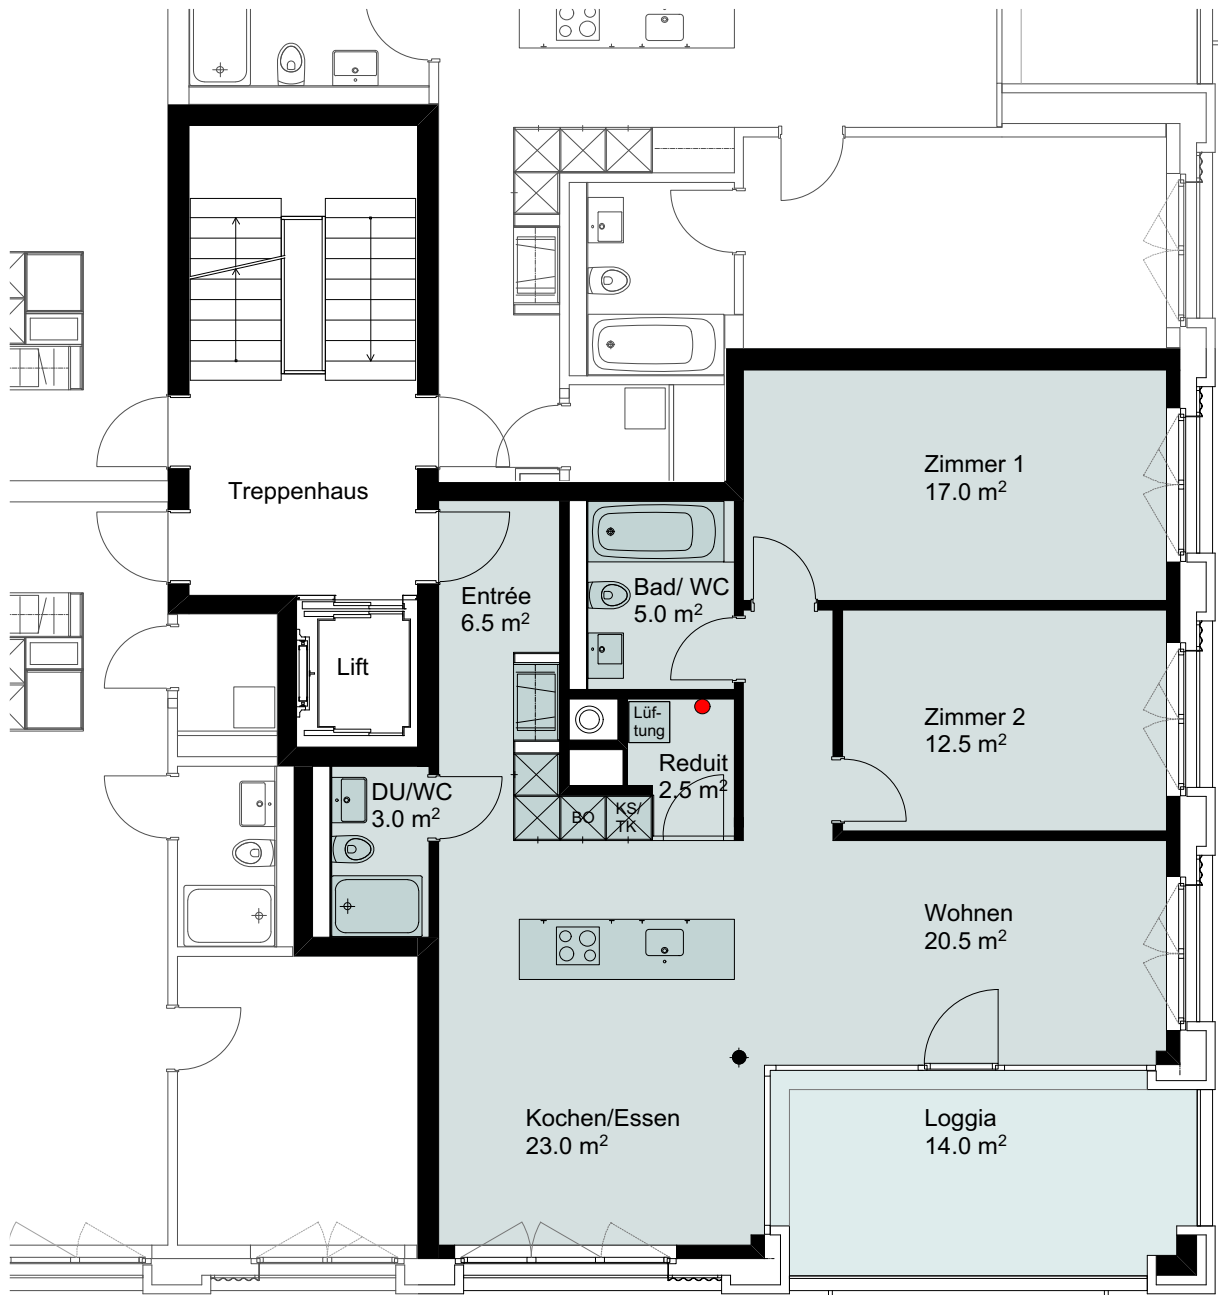 Zimmer 1
17.0 m²
Treppenhaus
Entrée
6.5 m²
Bad/ WC
5.0 m²
Lift
Lüf-
tung
Zimmer 2
12.5 m²
Reduit
2.5 m²
DU/WC
3.0 m²
BO
KS/
TK
Wohnen
20.5 m²
Kochen/Essen
23.0 m²
Loggia
14.0 m²